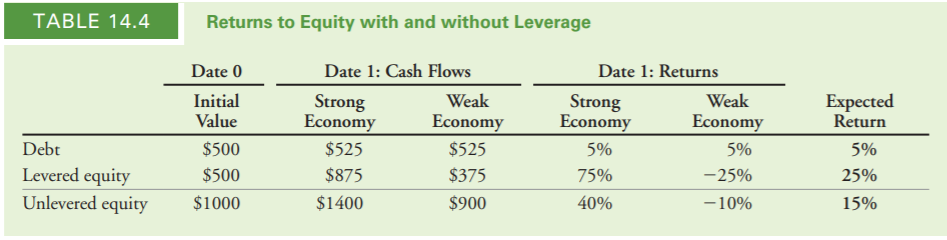 TABLE 14.4 Returns to Equity with and without Leverage
Date 0 Date 1: Cash Flows Date 1: Returns
Initial Strong Weak Strong Weak Expected
Value Economy Economy Economy Economy Return
Debt $500 $525 $525 5% 5% 5%
Levered equity $500 $875 $375 75% −25% 25%
Unlevered equity $1000 $1400 $900 40% −10% 15%